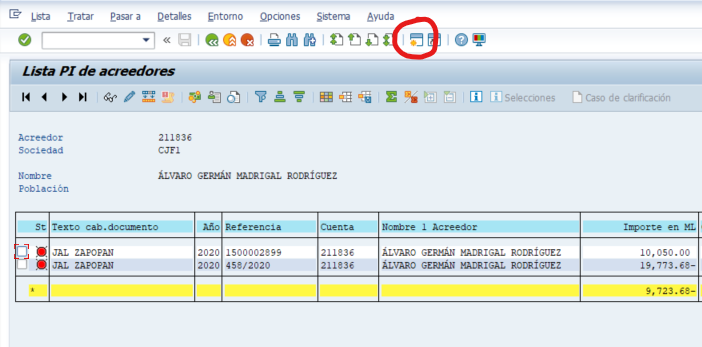 Lista Tratar Pasar a Detalles Entorno Opciones Sistema Ayuda
Lista PI de acreedores
Selecciones Caso de clarificación
Acreedor 211836
Sociedad CJF1
Nombre ÁLVARO GERMÁN MADRIGAL RODRÍGUEZ
Población
St Texto cab.documento Año Referencia Cuenta Nombre 1 Acreedor Importe en ML
JAL ZAPOPAN 2020 1500002899 211836 ÁLVARO GERMÁN MADRIGAL RODRÍGUEZ 10,050.00
JAL ZAPOPAN 2020 458/2020 211836 ÁLVARO GERMÁN MADRIGAL RODRÍGUEZ 19,773.68-
* 9,723.68-